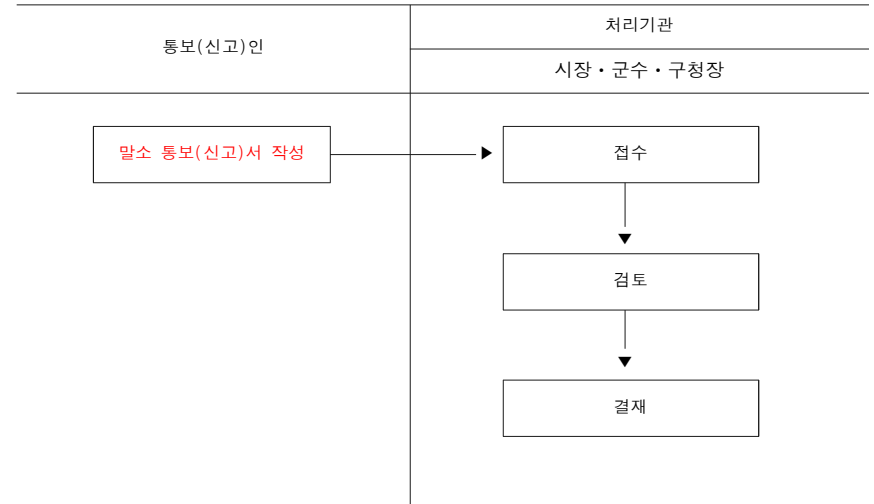 통보(신고)인
처리기관
시장・군수・구청장
말소 통보(신고)서 작성
접수
검토
결재